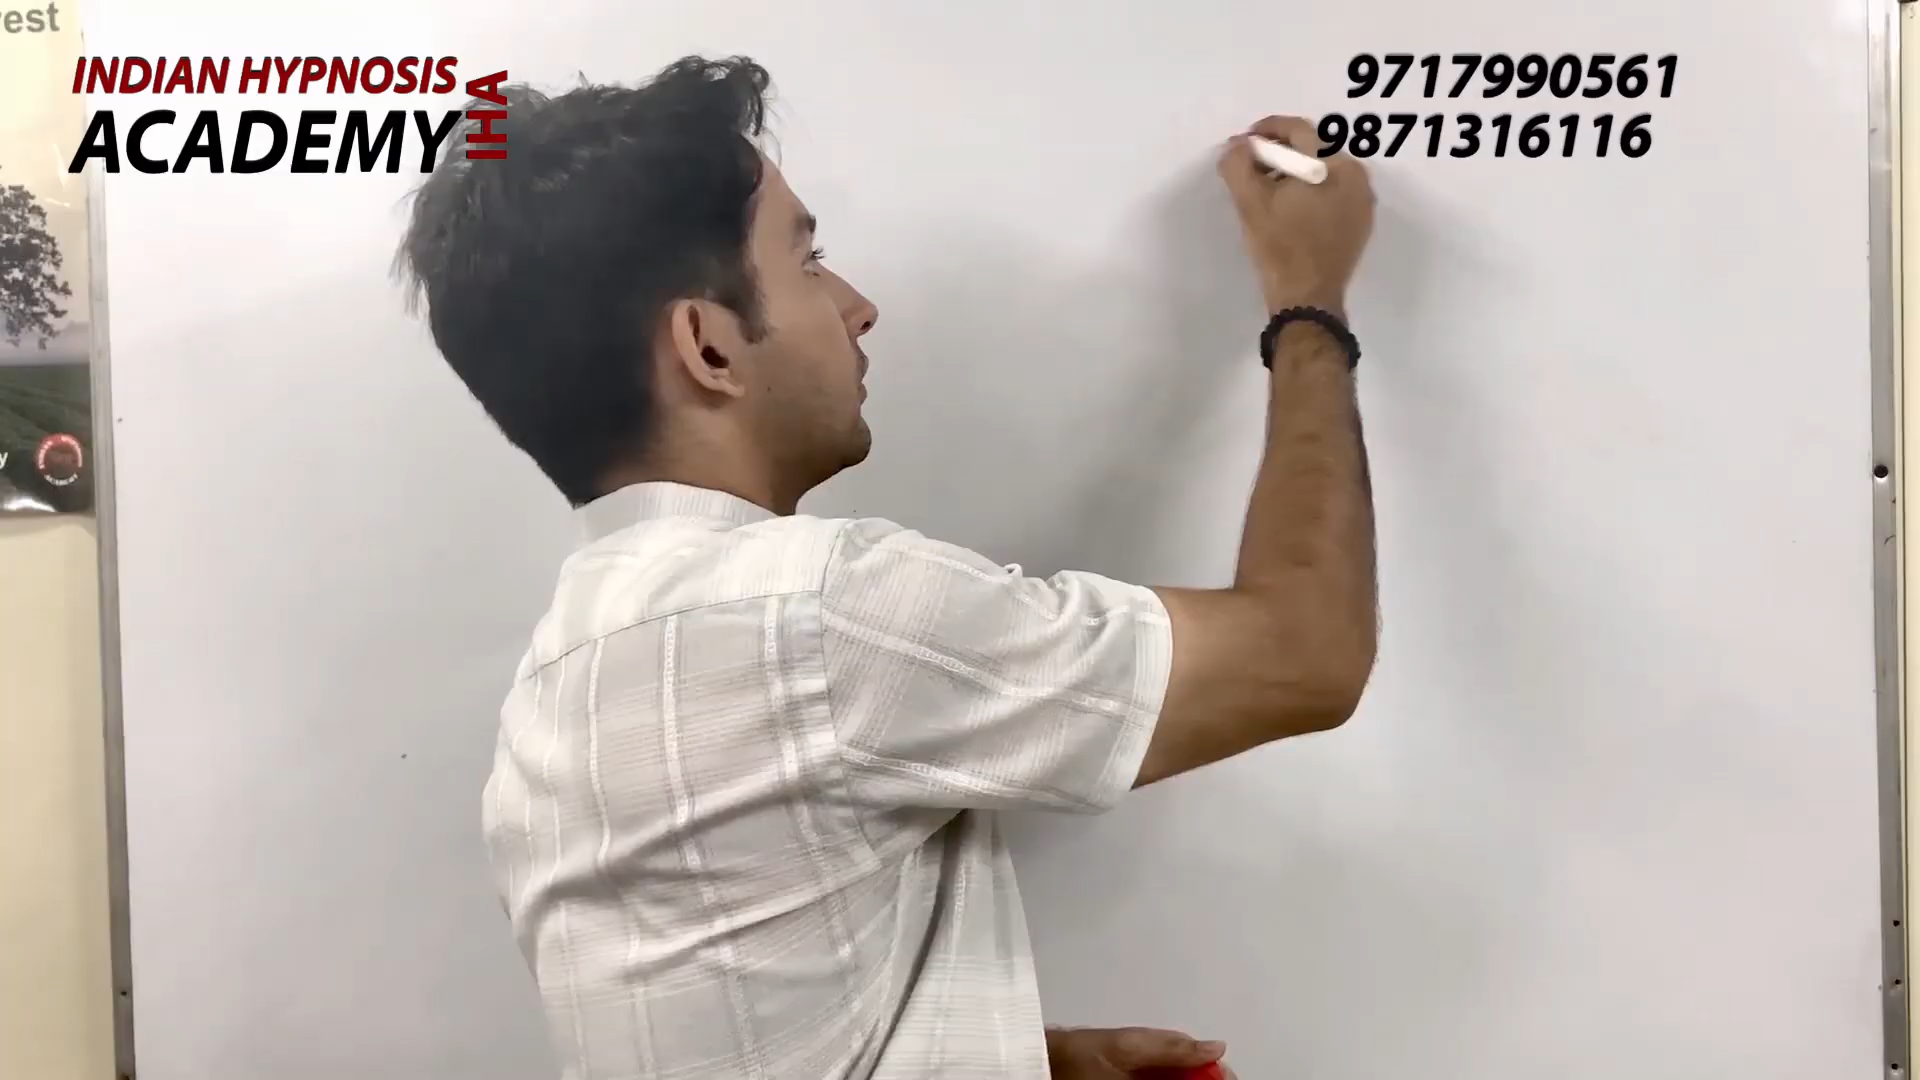 est
INDIAN HYPNOSIS
ACADEMY
IHA
9717990561
9871316116
y